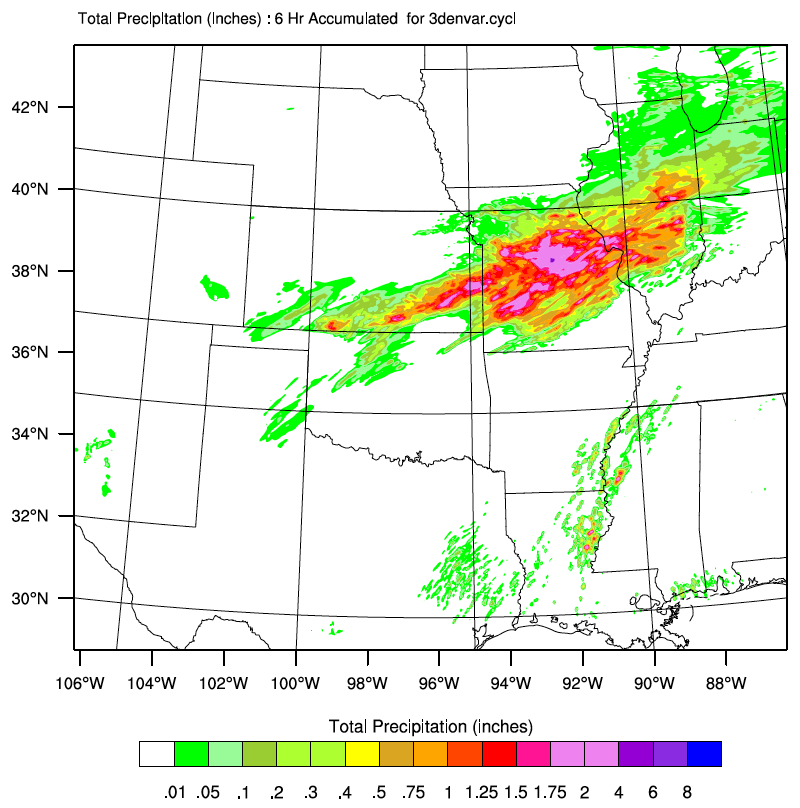 Total Precipitation (inches) : 6 Hr Accumulated for 3denvar.cycl
42°N
40°N
38°N
36°N
34°N
32°N
30°N
106°W 104°W 102°W 100°W 98°W 96°W 94°W 92°W 90°W 88°W
Total Precipitation (inches)
.01 .05 .1 .2 .3 .4 .5 .75 1 1.25 1.5 1.75 2 4 6 8